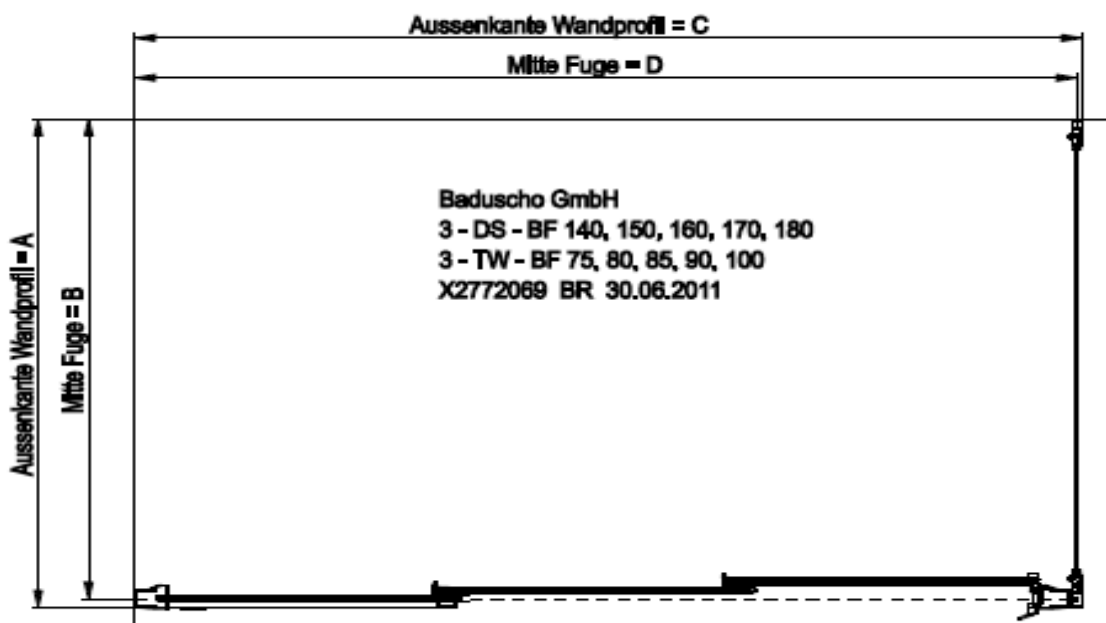 Aussenkante Wandprofil = C
Mitte Fuge = D
Baduscho GmbH
3 - DS - BF 140, 150, 160, 170, 180
3 - TW - BF 75, 80, 85, 90, 100
X2772069 BR 30.06.2011
Aussenkante Wandprofil = A
Mitte Fuge = B